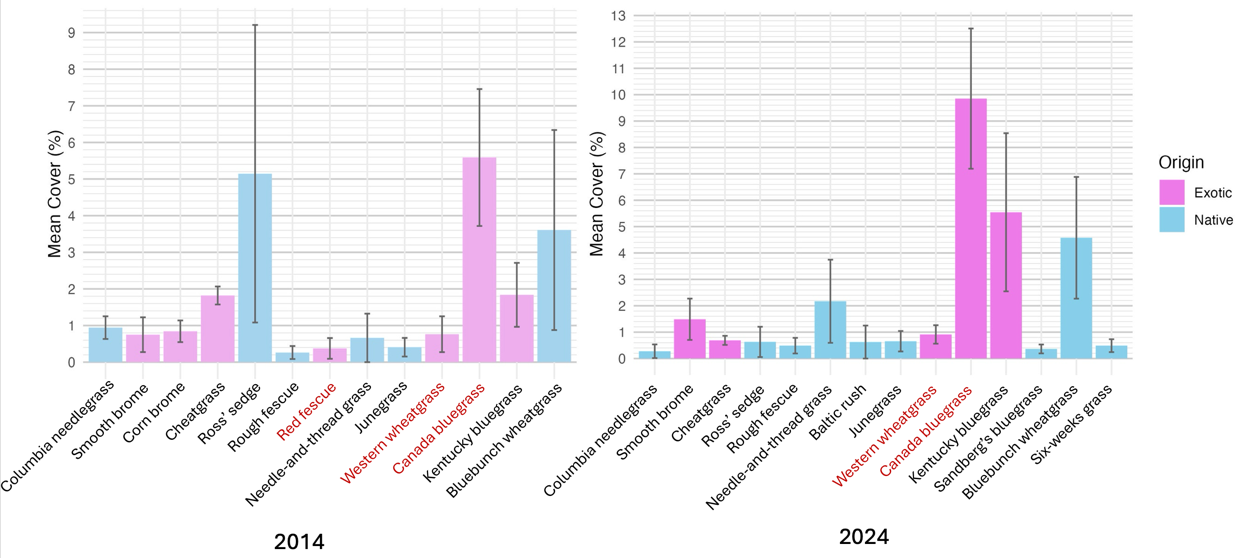 Mean Cover (%)
9
8
7
6
5
4
3
2
1
0
Columbia needlegrass
Smooth brome
Corn brome
Cheatgrass
Ross' sedge
Rough fescue
Red fescue
Needle-and-thread grass
Junegrass
Western wheatgrass
Canada bluegrass
Kentucky bluegrass
Bluebunch wheatgrass
2014
Mean Cover (%)
13
12
11
10
9
8
7
6
5
4
3
2
1
0
Columbia needlegrass
Smooth brome
Cheatgrass
Ross' sedge
Rough fescue
Needle-and-thread grass
Baltic rush
Junegrass
Western wheatgrass
Canada bluegrass
Kentucky bluegrass
Sandberg's bluegrass
Bluebunch wheatgrass
Six-weeks grass
2024
Origin
Exotic
Native